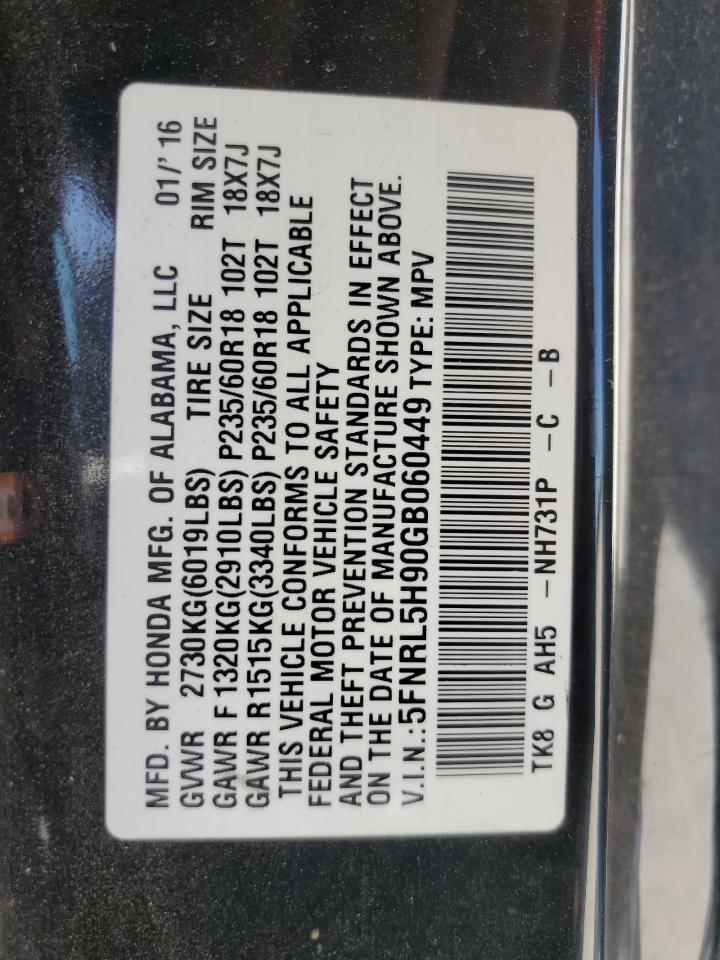 MFD. BY HONDA MFG. OF ALABAMA, LLC 01/' 16
GVWR 2730KG(6019LBS) TIRE SIZE RIM SIZE
GAWR F 1320KG(2910LBS) P235/60R18 102T 18X7J
GAWR R1515KG(3340LBS) P235/60R18 102T 18X7J
THIS VEHICLE CONFORMS TO ALL APPLICABLE
FEDERAL MOTOR VEHICLE SAFETY
AND THEFT PREVENTION STANDARDS IN EFFECT
ON THE DATE OF MANUFACTURE SHOWN ABOVE.
V.I.N.:5FNRL5H90GB060449 TYPE: MPV
TK8 G AH5 -NH731P -C -B